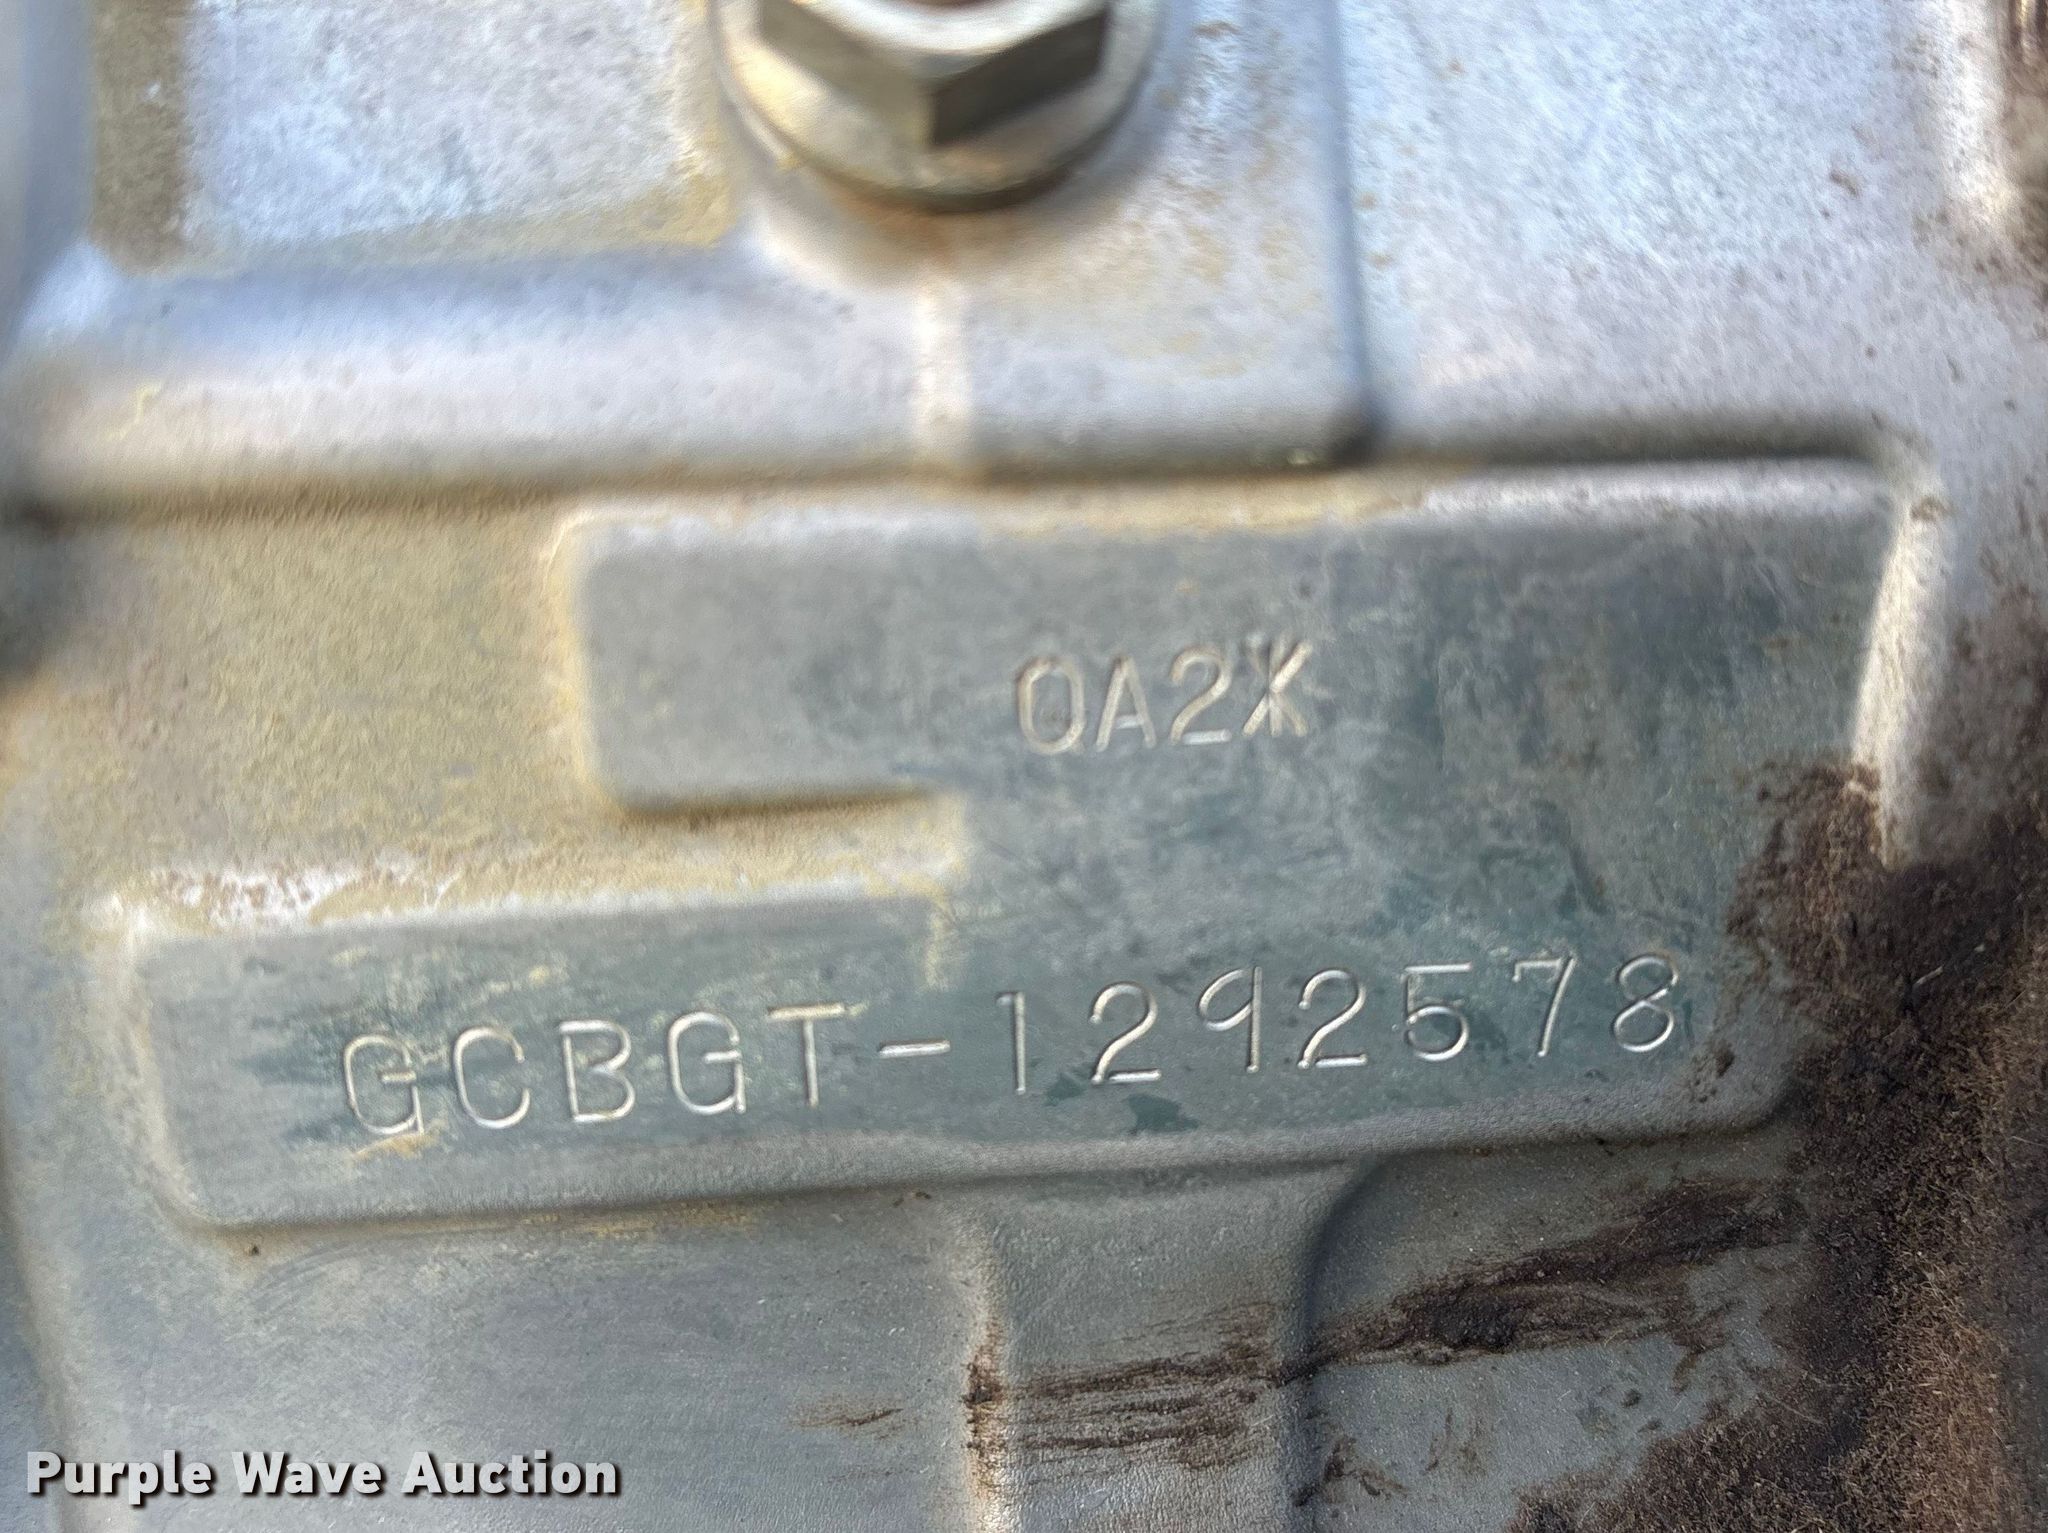 0A2X
GCBGT-1292578
Purple Wave Auction